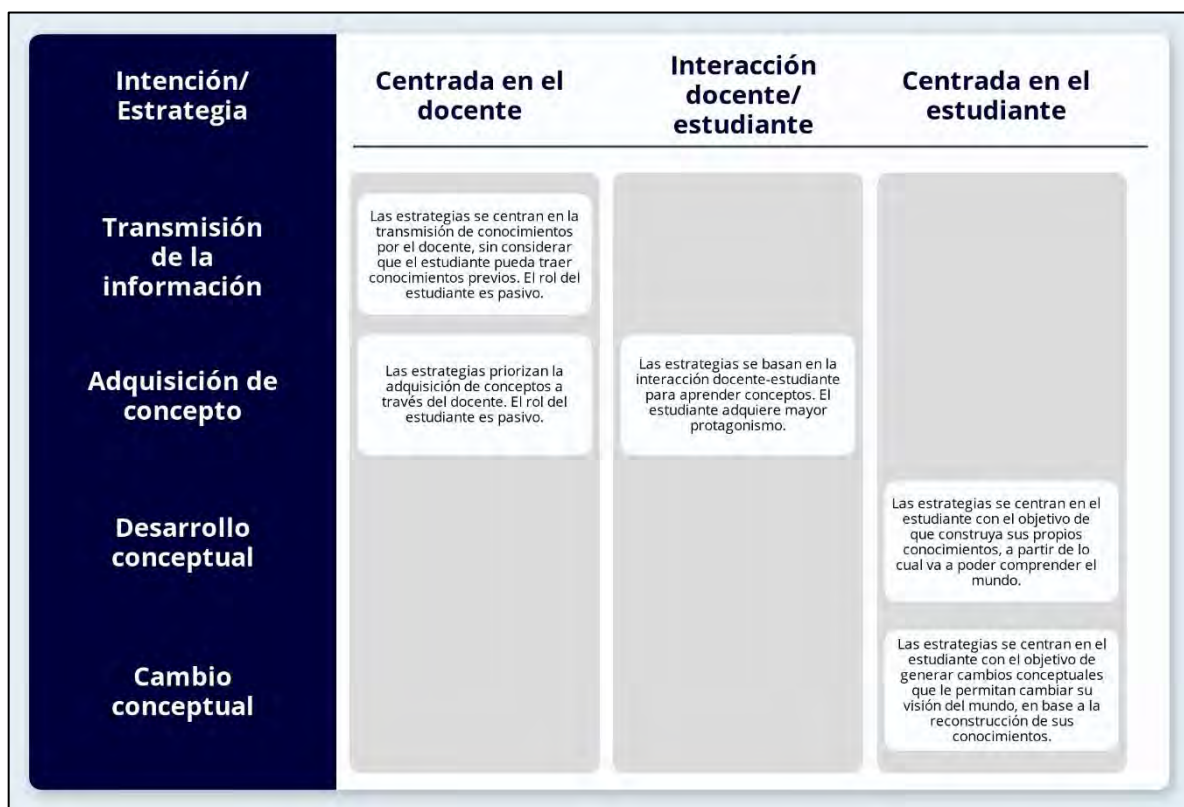 Intención/
Estrategia
Centrada en el
docente
Interacción
docente/
estudiante
Centrada en el
estudiante
Transmisión
de la
información
Las estrategias se centran en la
transmisión de conocimientos
por el docente, sin considerar
que el estudiante pueda traer
conocimientos previos. El rol del
estudiante es pasivo.
Adquisición de
concepto
Las estrategias priorizan la
adquisición de conceptos a
través del docente. El rol del
estudiante es pasivo.
Las estrategias se basan en la
interacción docente-estudiante
para aprender conceptos. El
estudiante adquiere mayor
protagonismo.
Desarrollo
conceptual
Las estrategias se centran en el
estudiante con el objetivo de
que construya sus propios
conocimientos, a partir de lo
cual va a poder comprender el
mundo.
Cambio
conceptual
Las estrategias se centran en el
estudiante con el objetivo de
generar cambios conceptuales
que le permitan cambiar su
visión del mundo, en base a la
reconstrucción de sus
conocimientos.